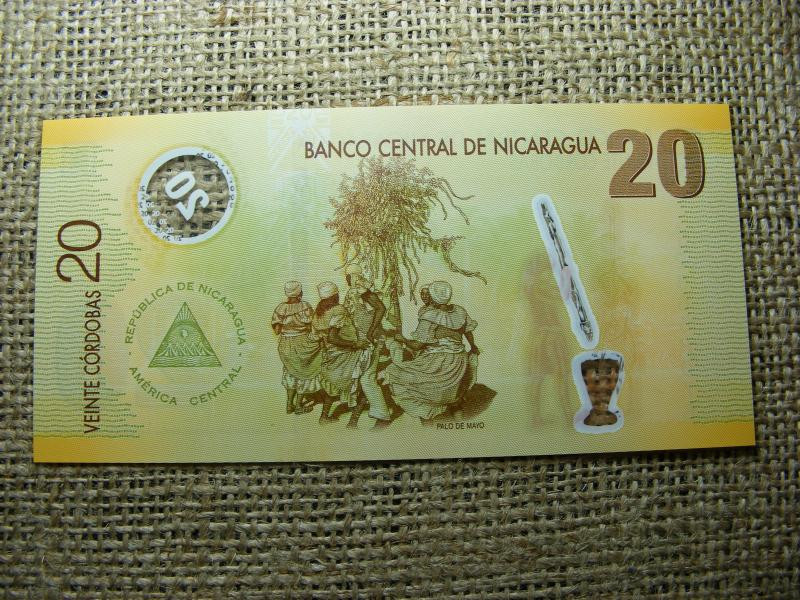 BANCO CENTRAL DE NICARAGUA 20
VEINTE CÓRDOBAS 20
20
REPÚBLICA DE NICARAGUA
AMÉRICA CENTRAL
PALO DE MAYO